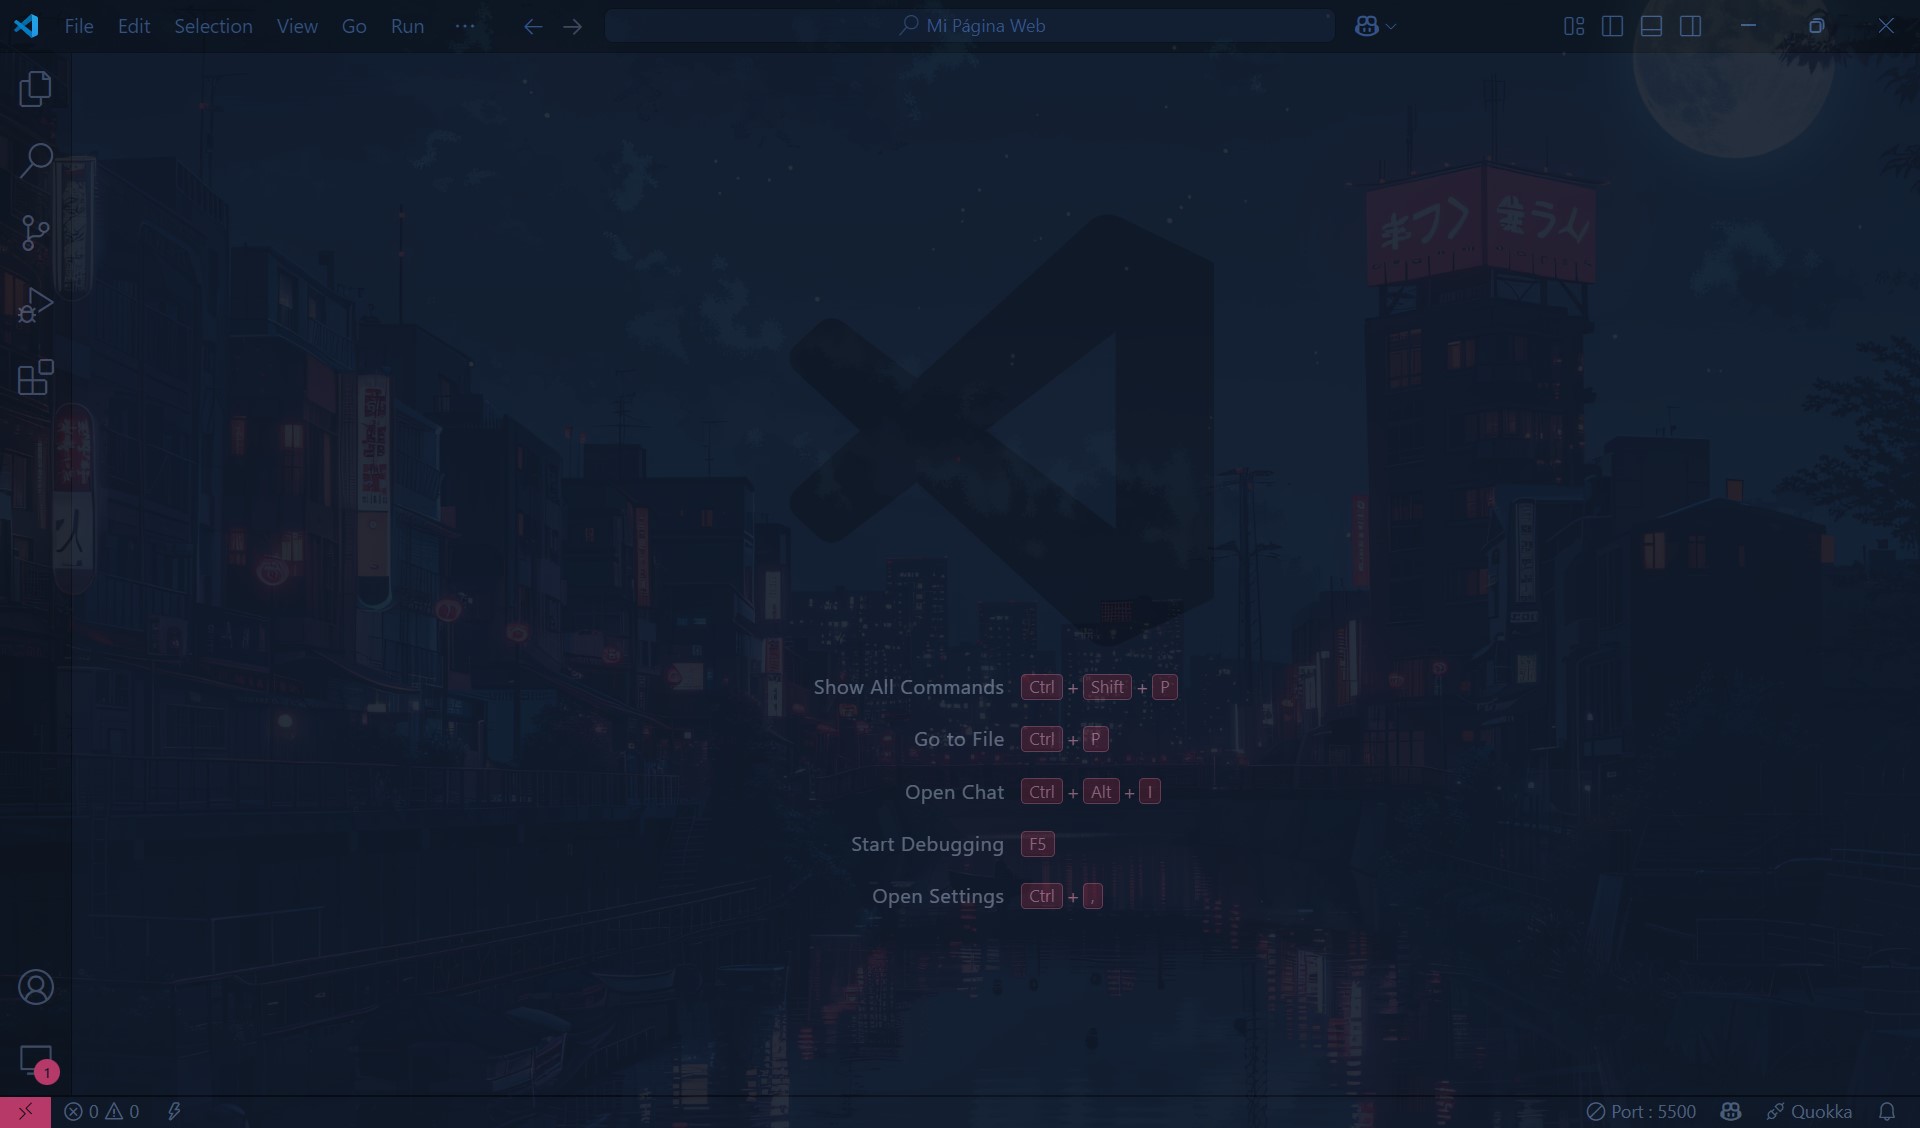 File Edit Selection View Go Run ··· Mi Página Web
Show All Commands Ctrl + Shift + P
Go to File Ctrl + P
Open Chat Ctrl + Alt + I
Start Debugging F5
Open Settings Ctrl + ,
1
0 0 Port : 5500 Quokka